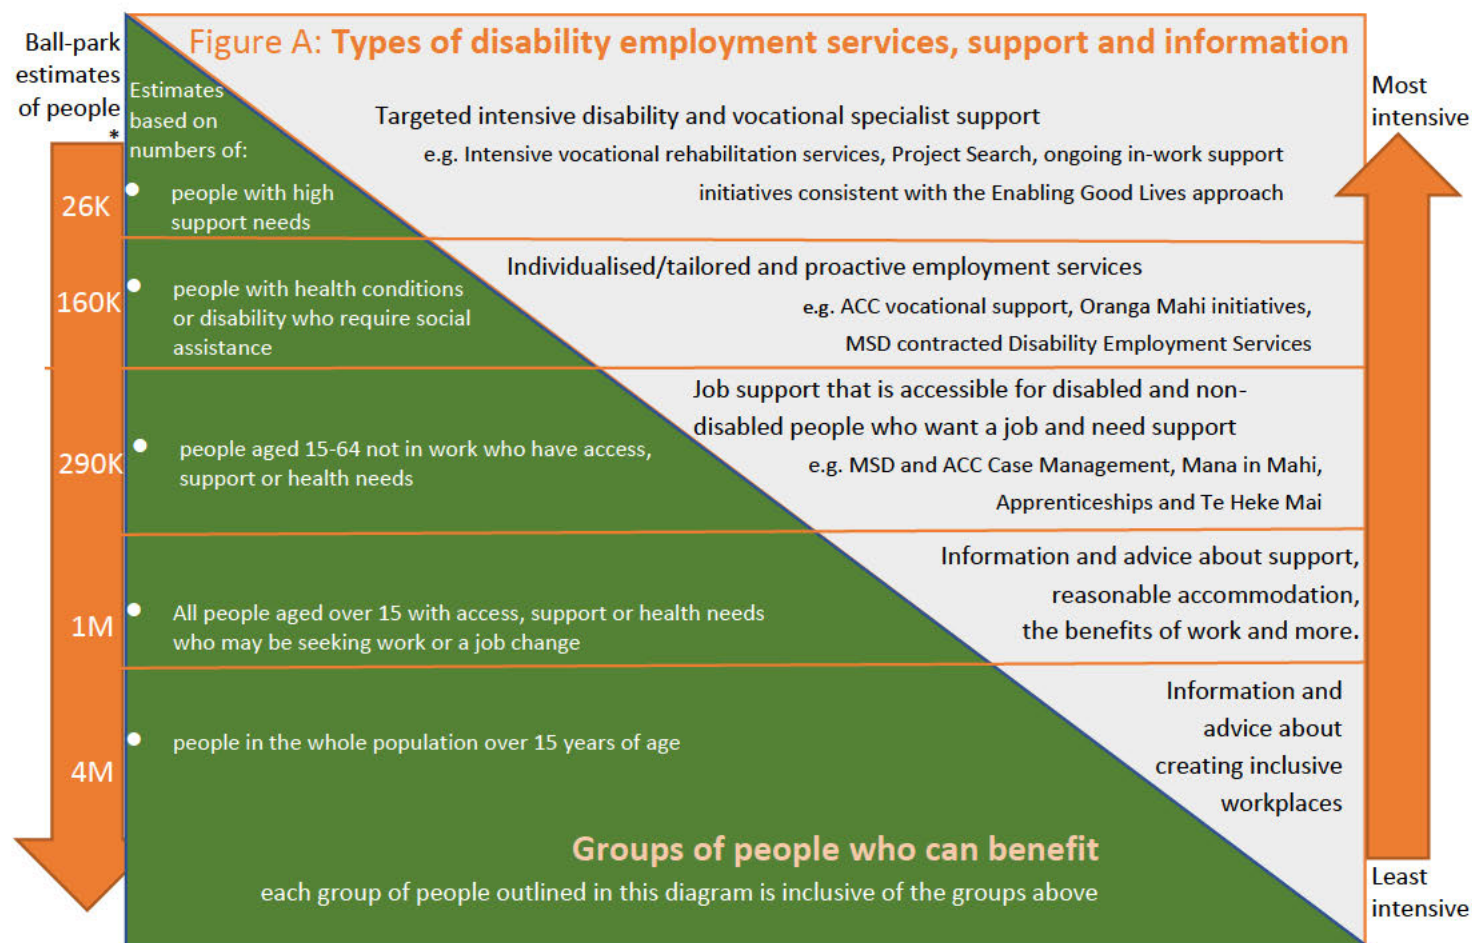 Figure A: Types of disability employment services, support and information
Ball-park
estimates
of people
*
Estimates
based on
numbers of:
Most
intensive
26K
● people with high
support needs
Targeted intensive disability and vocational specialist support
e.g. Intensive vocational rehabilitation services, Project Search, ongoing in-work support
initiatives consistent with the Enabling Good Lives approach
160K
● people with health conditions
or disability who require social
assistance
Individualised/tailored and proactive employment services
e.g. ACC vocational support, Oranga Mahi initiatives,
MSD contracted Disability Employment Services
290K
● people aged 15-64 not in work who have access,
support or health needs
Job support that is accessible for disabled and non-
disabled people who want a job and need support
e.g. MSD and ACC Case Management, Mana in Mahi,
Apprenticeships and Te Heke Mai
1M
● All people aged over 15 with access, support or health needs
who may be seeking work or a job change
Information and advice about support,
reasonable accommodation,
the benefits of work and more.
4M
● people in the whole population over 15 years of age
Information and
advice about
creating inclusive
workplaces
Groups of people who can benefit
each group of people outlined in this diagram is inclusive of the groups above
Least
intensive